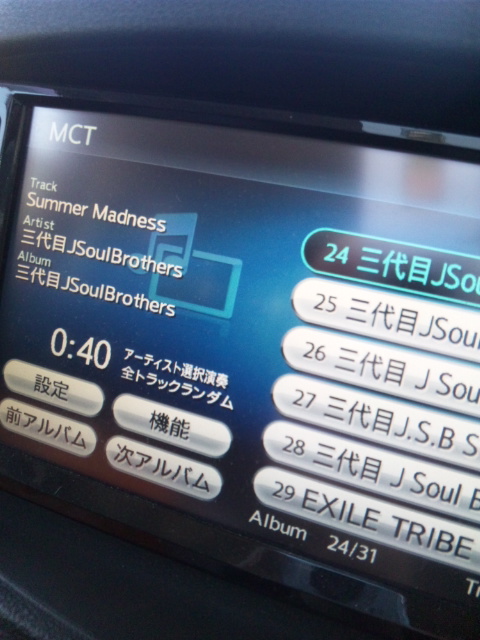 MCT
Track
Summer Madness
Artist
三代目JSoulBrothers
Album
三代目JSoulBrothers
0:40
アーティスト選択演奏
全トラックランダム
設定
機能
前アルバム
次アルバム
24 三代目JSou
25 三代目JSoul
26 三代目 J Sou
27 三代目J.S.B S
28 三代目 J Soul B
29 EXILE TRIBE
Album 24/31